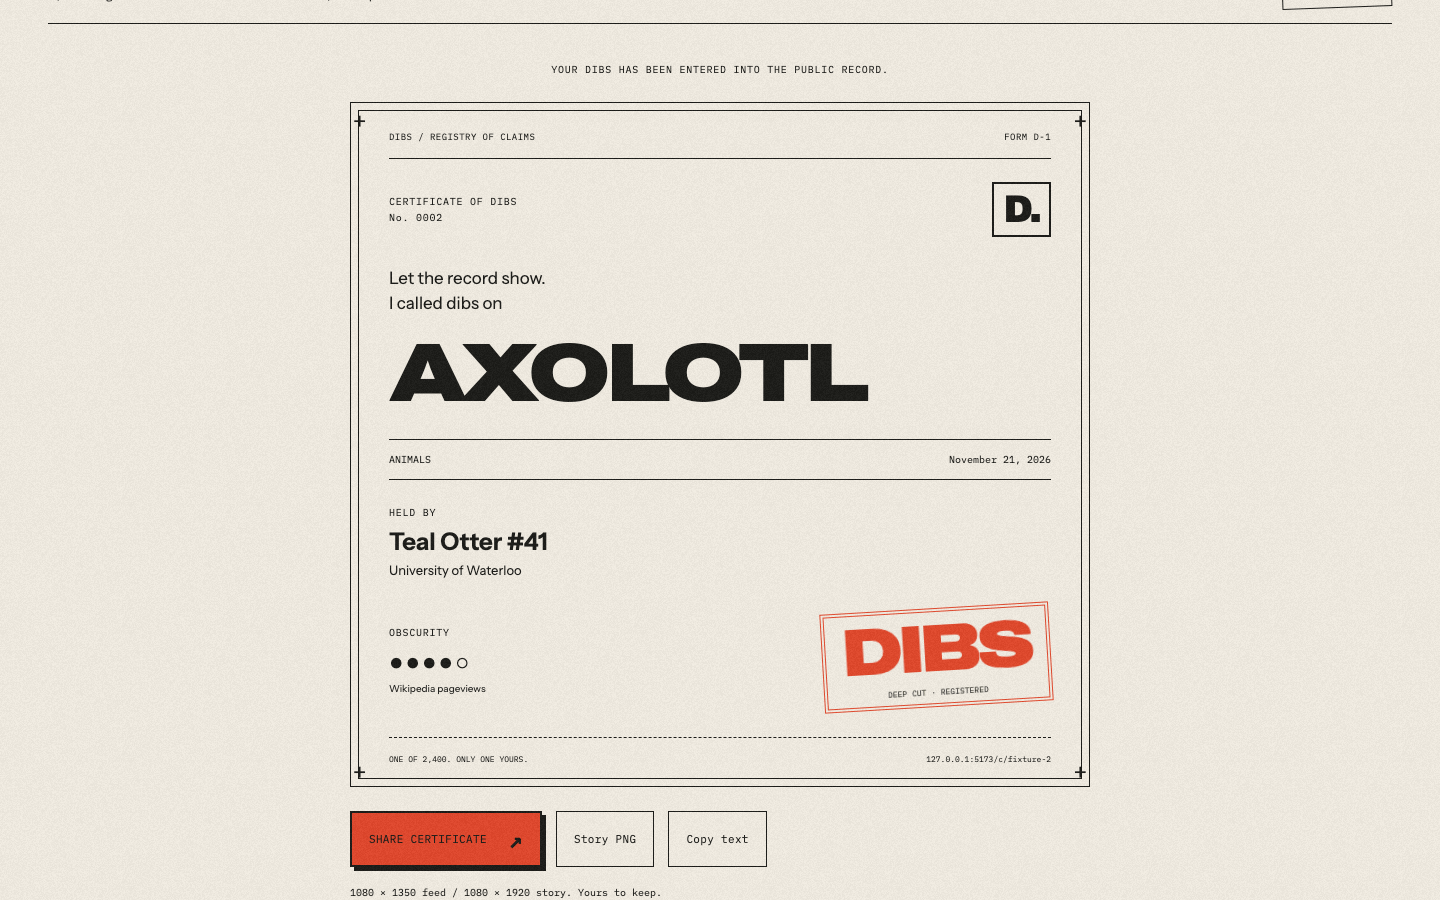 YOUR DIBS HAS BEEN ENTERED INTO THE PUBLIC RECORD.
DIBS / REGISTRY OF CLAIMS
FORM D-1
CERTIFICATE OF DIBS
No. 0002
D.
Let the record show.
I called dibs on
AXOLOTL
ANIMALS
November 21, 2026
HELD BY
Teal Otter #41
University of Waterloo
OBSCURITY
Wikipedia pageviews
DIBS
DEEP CUT · REGISTERED
ONE OF 2,400. ONLY ONE YOURS.
127.0.0.1:5173/c/fixture-2
SHARE CERTIFICATE ↗
Story PNG
Copy text
1080 × 1350 feed / 1080 × 1920 story. Yours to keep.